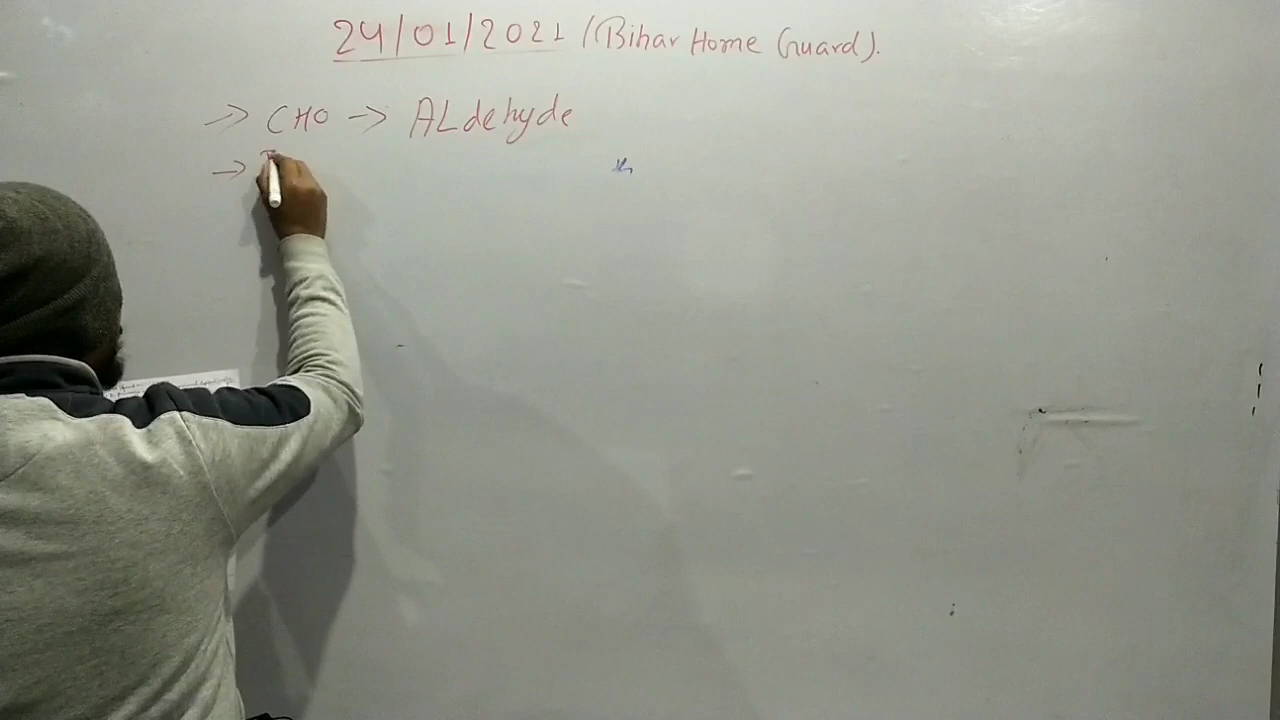 24/01/2021 (Bihar Home Guard).
→ CHO → ALdehyde
→